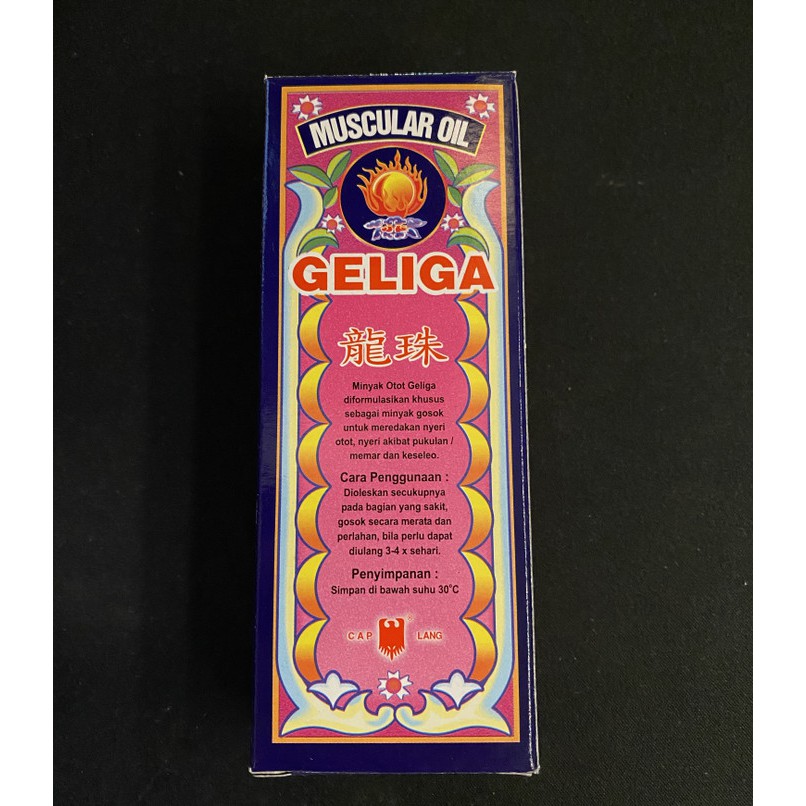 MUSCULAR OIL
GELIGA
龍珠
Minyak Otot Geliga
diformulasikan khusus
sebagai minyak gosok
untuk meredakan nyeri
otot, nyeri akibat pukulan /
memar dan keseleo.
Cara Penggunaan :
Dioleskan secukupnya
pada bagian yang sakit,
gosok secara merata dan
perlahan, bila perlu dapat
diulang 3-4 x sehari.
Penyimpanan :
Simpan di bawah suhu 30°C
CAP LANG